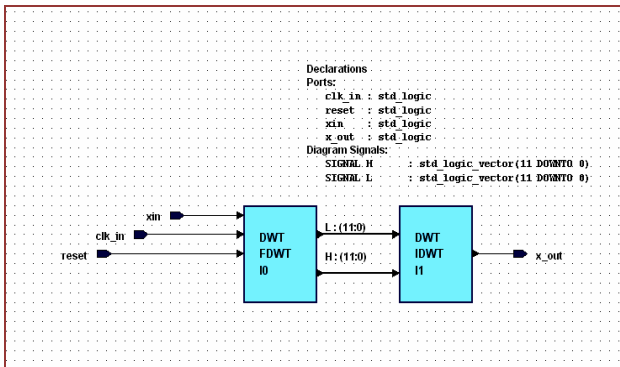 Declarations
Ports:
clk_in : std_logic
reset : std_logic
xin : std_logic
x_out : std_logic
Diagram Signals:
SIGNAL H : std_logic_vector(11 DOWNTO 0)
SIGNAL L : std_logic_vector(11 DOWNTO 0)
xin
clk_in
reset
DWT
FDWT
I0
L : (11:0)
H : (11:0)
DWT
IDWT
I1
x_out